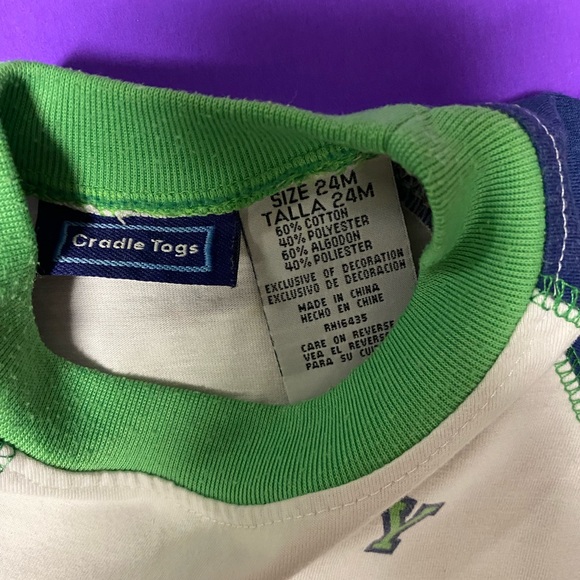 Cradle Togs
SIZE 24M
TALLA 24M
60% COTTON
40% POLYESTER
60% ALGODON
40% POLIESTER
EXCLUSIVE OF DECORATION
EXCLUSIVO DE DECORACION
MADE IN CHINA
HECHO EN CHINE
RH16435
CARE ON REVERSE
VEA EL REVERS
PARA SU CUI
Y